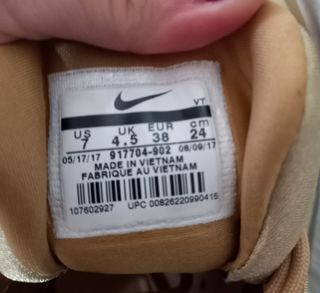 VT
US UK EUR cm
7 4.5 38 24
05/17/17 917704-902 08/09/17
MADE IN VIETNAM
FABRIQUE AU VIETNAM
107602927 UPC 00826220990415